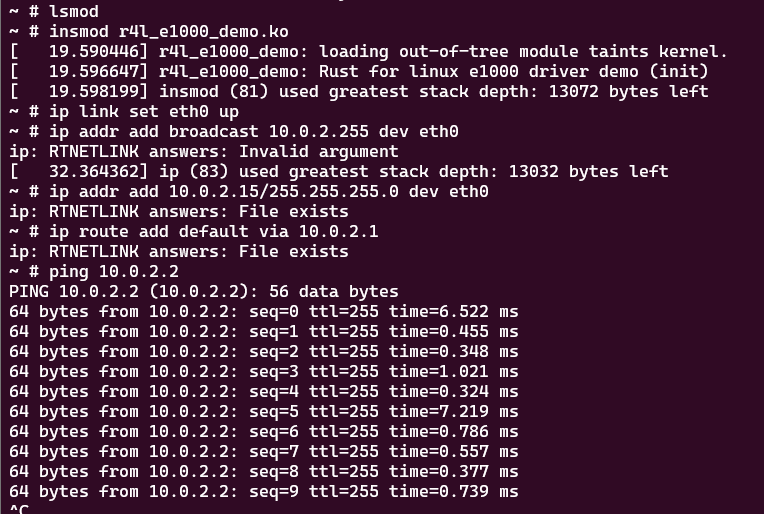 ~ # lsmod
~ # insmod r4l_e1000_demo.ko
[   19.590446] r4l_e1000_demo: loading out-of-tree module taints kernel.
[   19.596647] r4l_e1000_demo: Rust for linux e1000 driver demo (init)
[   19.598199] insmod (81) used greatest stack depth: 13072 bytes left
~ # ip link set eth0 up
~ # ip addr add broadcast 10.0.2.255 dev eth0
ip: RTNETLINK answers: Invalid argument
[   32.364362] ip (83) used greatest stack depth: 13032 bytes left
~ # ip addr add 10.0.2.15/255.255.255.0 dev eth0
ip: RTNETLINK answers: File exists
~ # ip route add default via 10.0.2.1
ip: RTNETLINK answers: File exists
~ # ping 10.0.2.2
PING 10.0.2.2 (10.0.2.2): 56 data bytes
64 bytes from 10.0.2.2: seq=0 ttl=255 time=6.522 ms
64 bytes from 10.0.2.2: seq=1 ttl=255 time=0.455 ms
64 bytes from 10.0.2.2: seq=2 ttl=255 time=0.348 ms
64 bytes from 10.0.2.2: seq=3 ttl=255 time=1.021 ms
64 bytes from 10.0.2.2: seq=4 ttl=255 time=0.324 ms
64 bytes from 10.0.2.2: seq=5 ttl=255 time=7.219 ms
64 bytes from 10.0.2.2: seq=6 ttl=255 time=0.786 ms
64 bytes from 10.0.2.2: seq=7 ttl=255 time=0.557 ms
64 bytes from 10.0.2.2: seq=8 ttl=255 time=0.377 ms
64 bytes from 10.0.2.2: seq=9 ttl=255 time=0.739 ms
^C